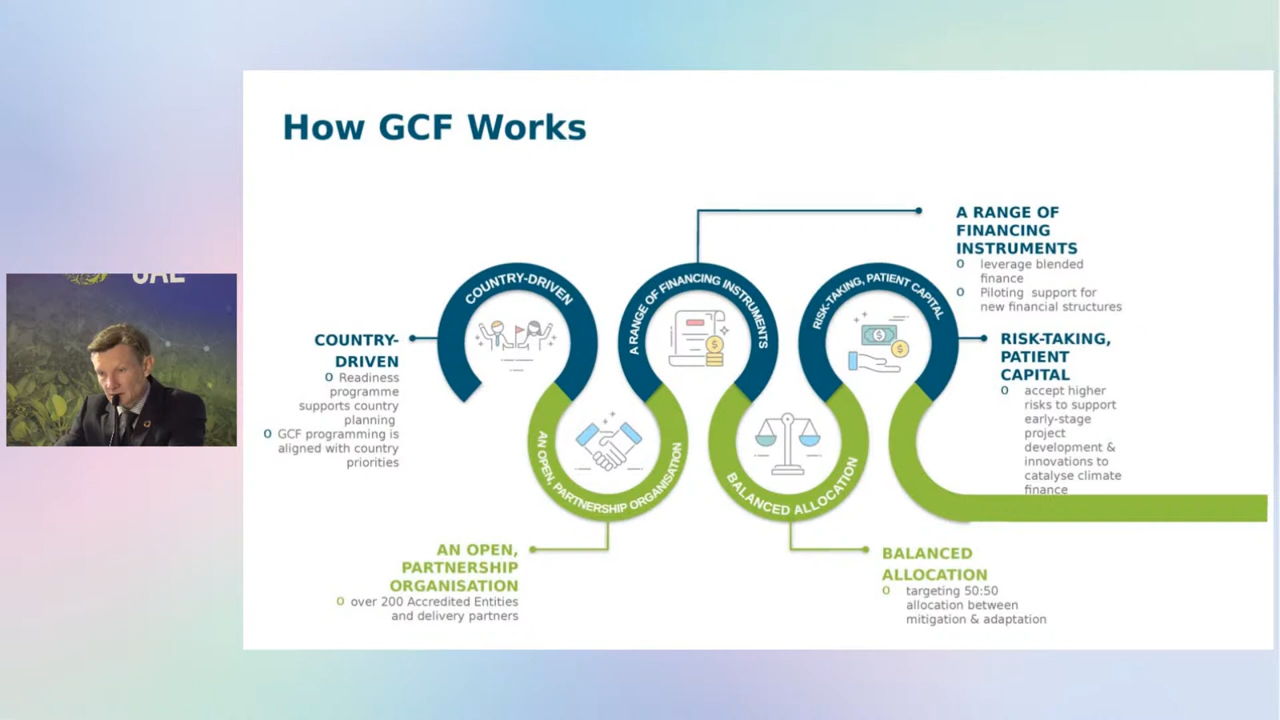 How GCF Works
UAE
COUNTRY-DRIVEN
A RANGE OF FINANCING INSTRUMENTS
RISK-TAKING, PATIENT CAPITAL
AN OPEN, PARTNERSHIP ORGANISATION
BALANCED ALLOCATION
COUNTRY-
DRIVEN
o Readiness
programme
supports country
planning
o GCF programming is
aligned with country
priorities
A RANGE OF
FINANCING
INSTRUMENTS
o leverage blended
finance
o Piloting support for
new financial structures
RISK-TAKING,
PATIENT
CAPITAL
o accept higher
risks to support
early-stage
project
development &
innovations to
catalyse climate
finance
AN OPEN,
PARTNERSHIP
ORGANISATION
o over 200 Accredited Entities
and delivery partners
BALANCED
ALLOCATION
o targeting 50:50
allocation between
mitigation & adaptation